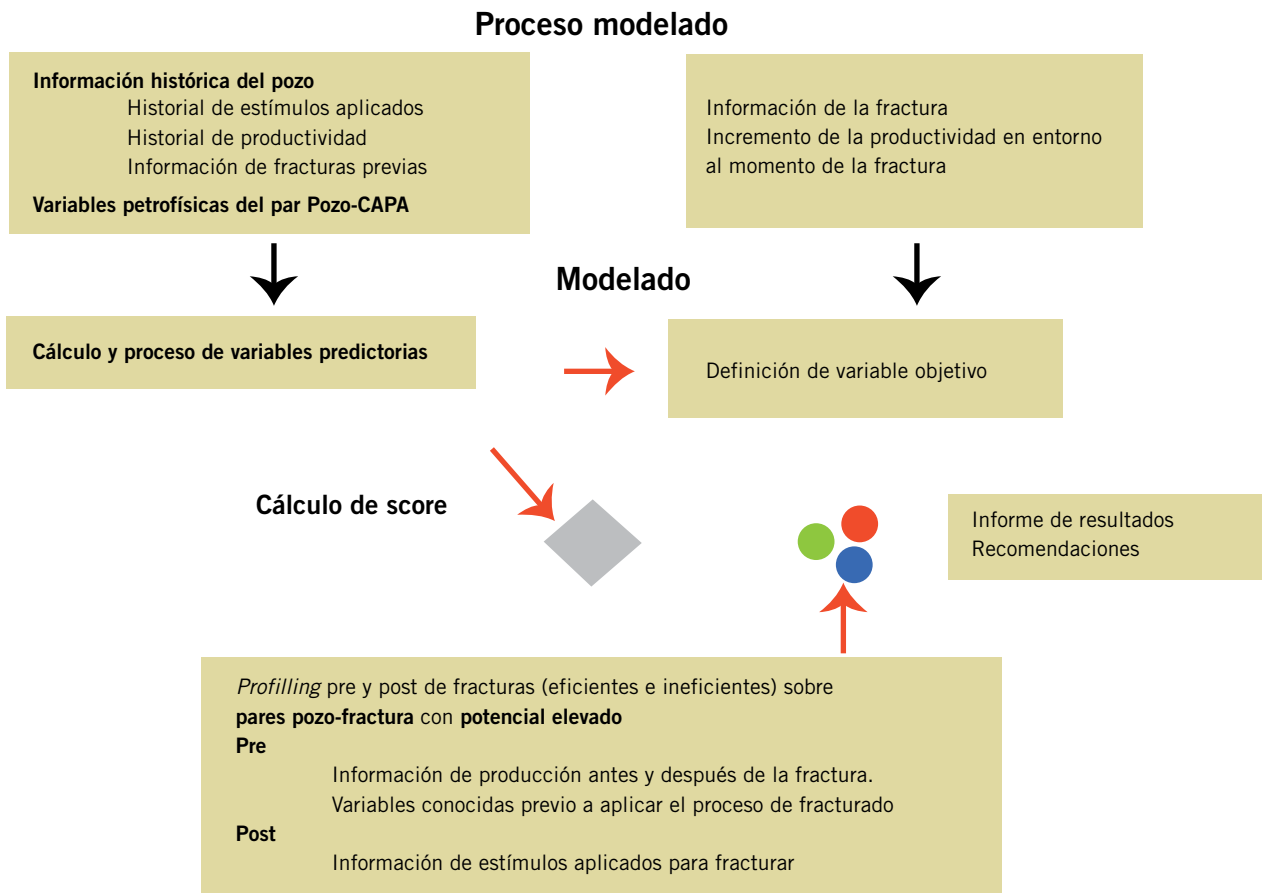 Proceso modelado
Información histórica del pozo
Historial de estímulos aplicados
Historial de productividad
Información de fracturas previas
Variables petrofísicas del par Pozo-CAPA
Información de la fractura
Incremento de la productividad en entorno
al momento de la fractura
Modelado
Cálculo y proceso de variables predictorias
Definición de variable objetivo
Cálculo de score
Informe de resultados
Recomendaciones
Profilling pre y post de fracturas (eficientes e ineficientes) sobre
pares pozo-fractura con potencial elevado
Pre
Información de producción antes y después de la fractura.
Variables conocidas previo a aplicar el proceso de fracturado
Post
Información de estímulos aplicados para fracturar